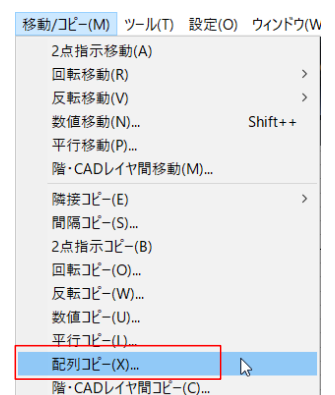 移動/コピー(M) ツール(T) 設定(O) ウィンドウ(W
2点指示移動(A)
回転移動(R) >
反転移動(V) >
数値移動(N)... Shift++
平行移動(P)...
階・CADレイヤ間移動(M)...
隣接コピー(E) >
間隔コピー(S)...
2点指示コピー(B)
回転コピー(O)...
反転コピー(W)...
数値コピー(U)...
平行コピー(L)...
配列コピー(X)...
階・CADレイヤ間コピー(C)...